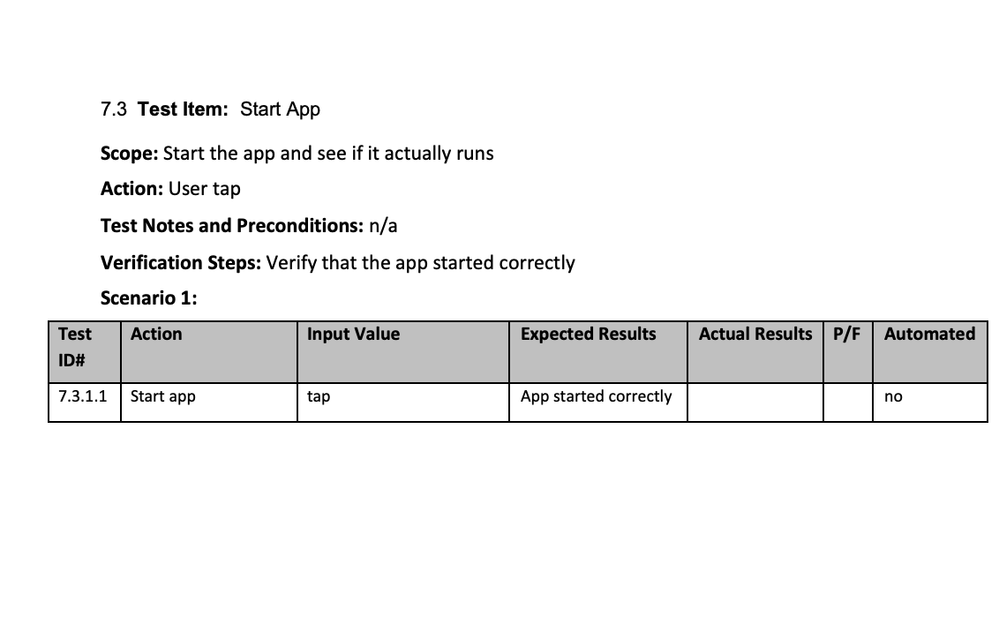 7.3 Test Item: Start App
Scope: Start the app and see if it actually runs
Action: User tap
Test Notes and Preconditions: n/a
Verification Steps: Verify that the app started correctly
Scenario 1:
Test ID# Action Input Value Expected Results Actual Results P/F Automated
7.3.1.1 Start app tap App started correctly no